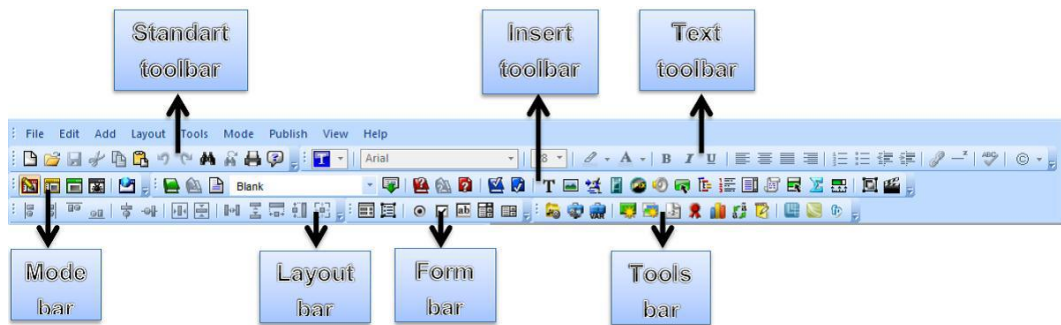 Standart
toolbar
Insert
toolbar
Text
toolbar
File Edit Add Layout Tools Mode Publish View Help
Arial 18
Blank
Mode
bar
Layout
bar
Form
bar
Tools
bar